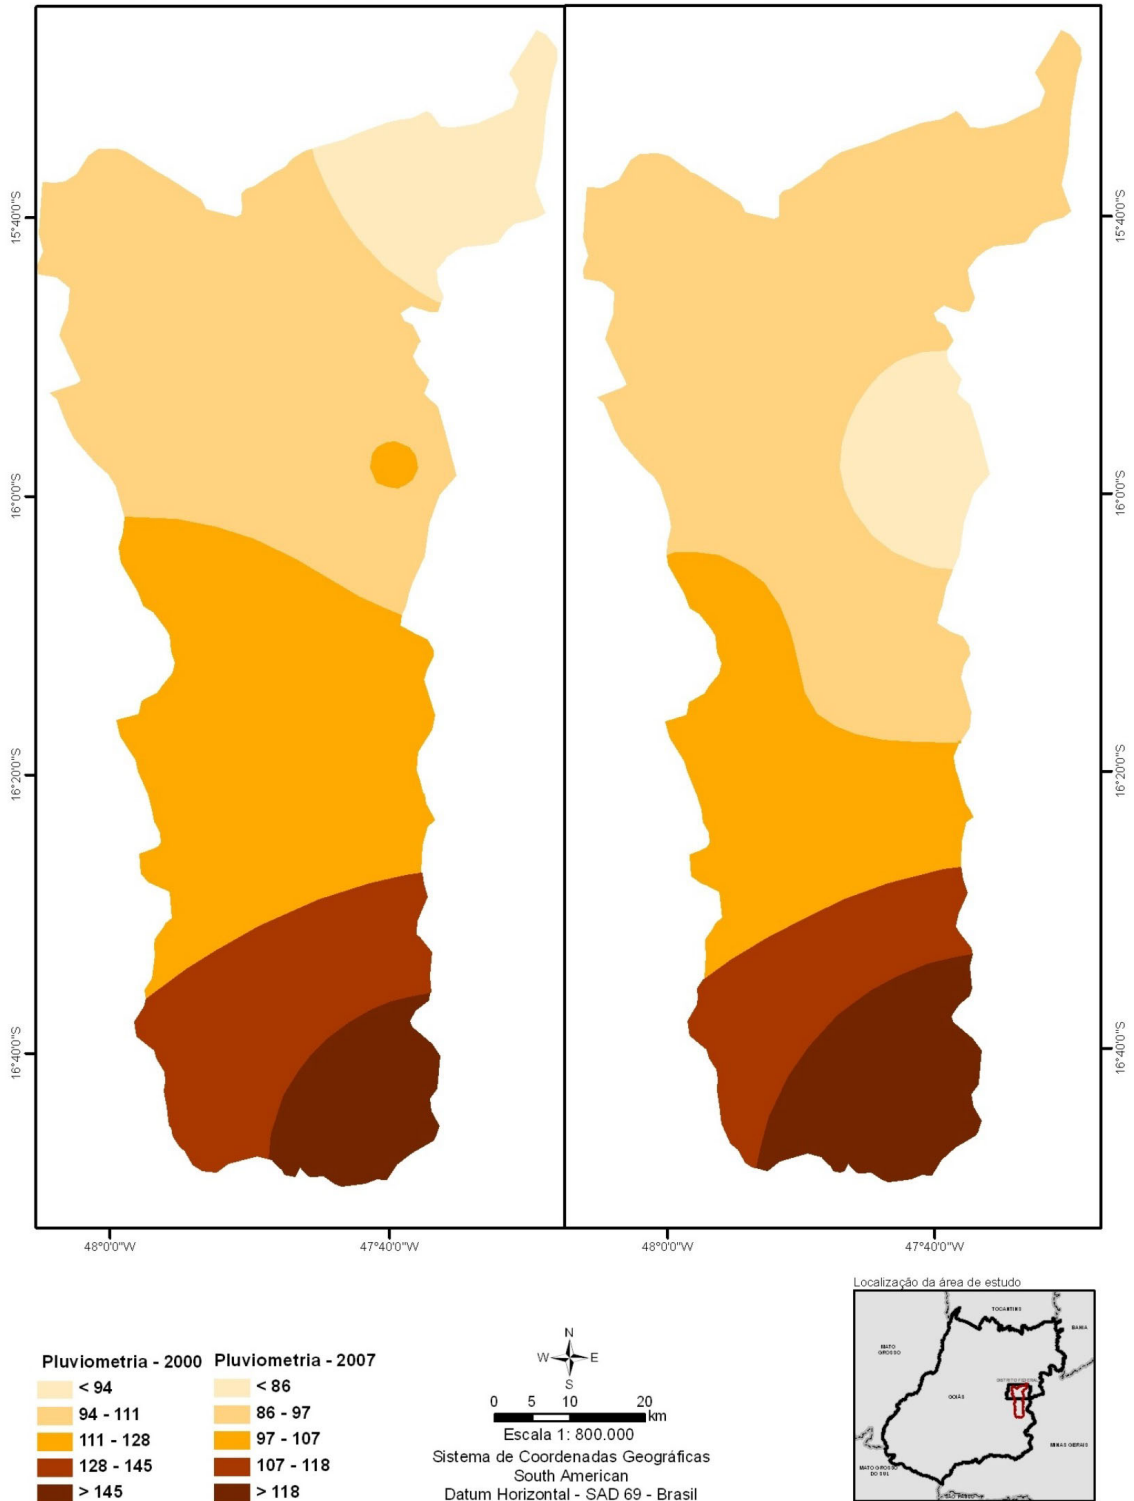 15°40'0"S
16°0'0"S
16°20'0"S
16°40'0"S
15°40'0"S
16°0'0"S
16°20'0"S
16°40'0"S
48°0'0"W
47°40'0"W
48°0'0"W
47°40'0"W
Pluviometria - 2000
< 94
94 - 111
111 - 128
128 - 145
> 145
Pluviometria - 2007
< 86
86 - 97
97 - 107
107 - 118
> 118
N
W E
S
0 5 10 20
km
Escala 1: 800.000
Sistema de Coordenadas Geográficas
South American
Datum Horizontal - SAD 69 - Brasil
Localização da área de estudo
TOCANTINS
BAHIA
MATO
GROSSO
DISTRITO FEDERAL
GOIÁS
MINAS GERAIS
MATO GROSSO
DO SUL
SÃO PAULO